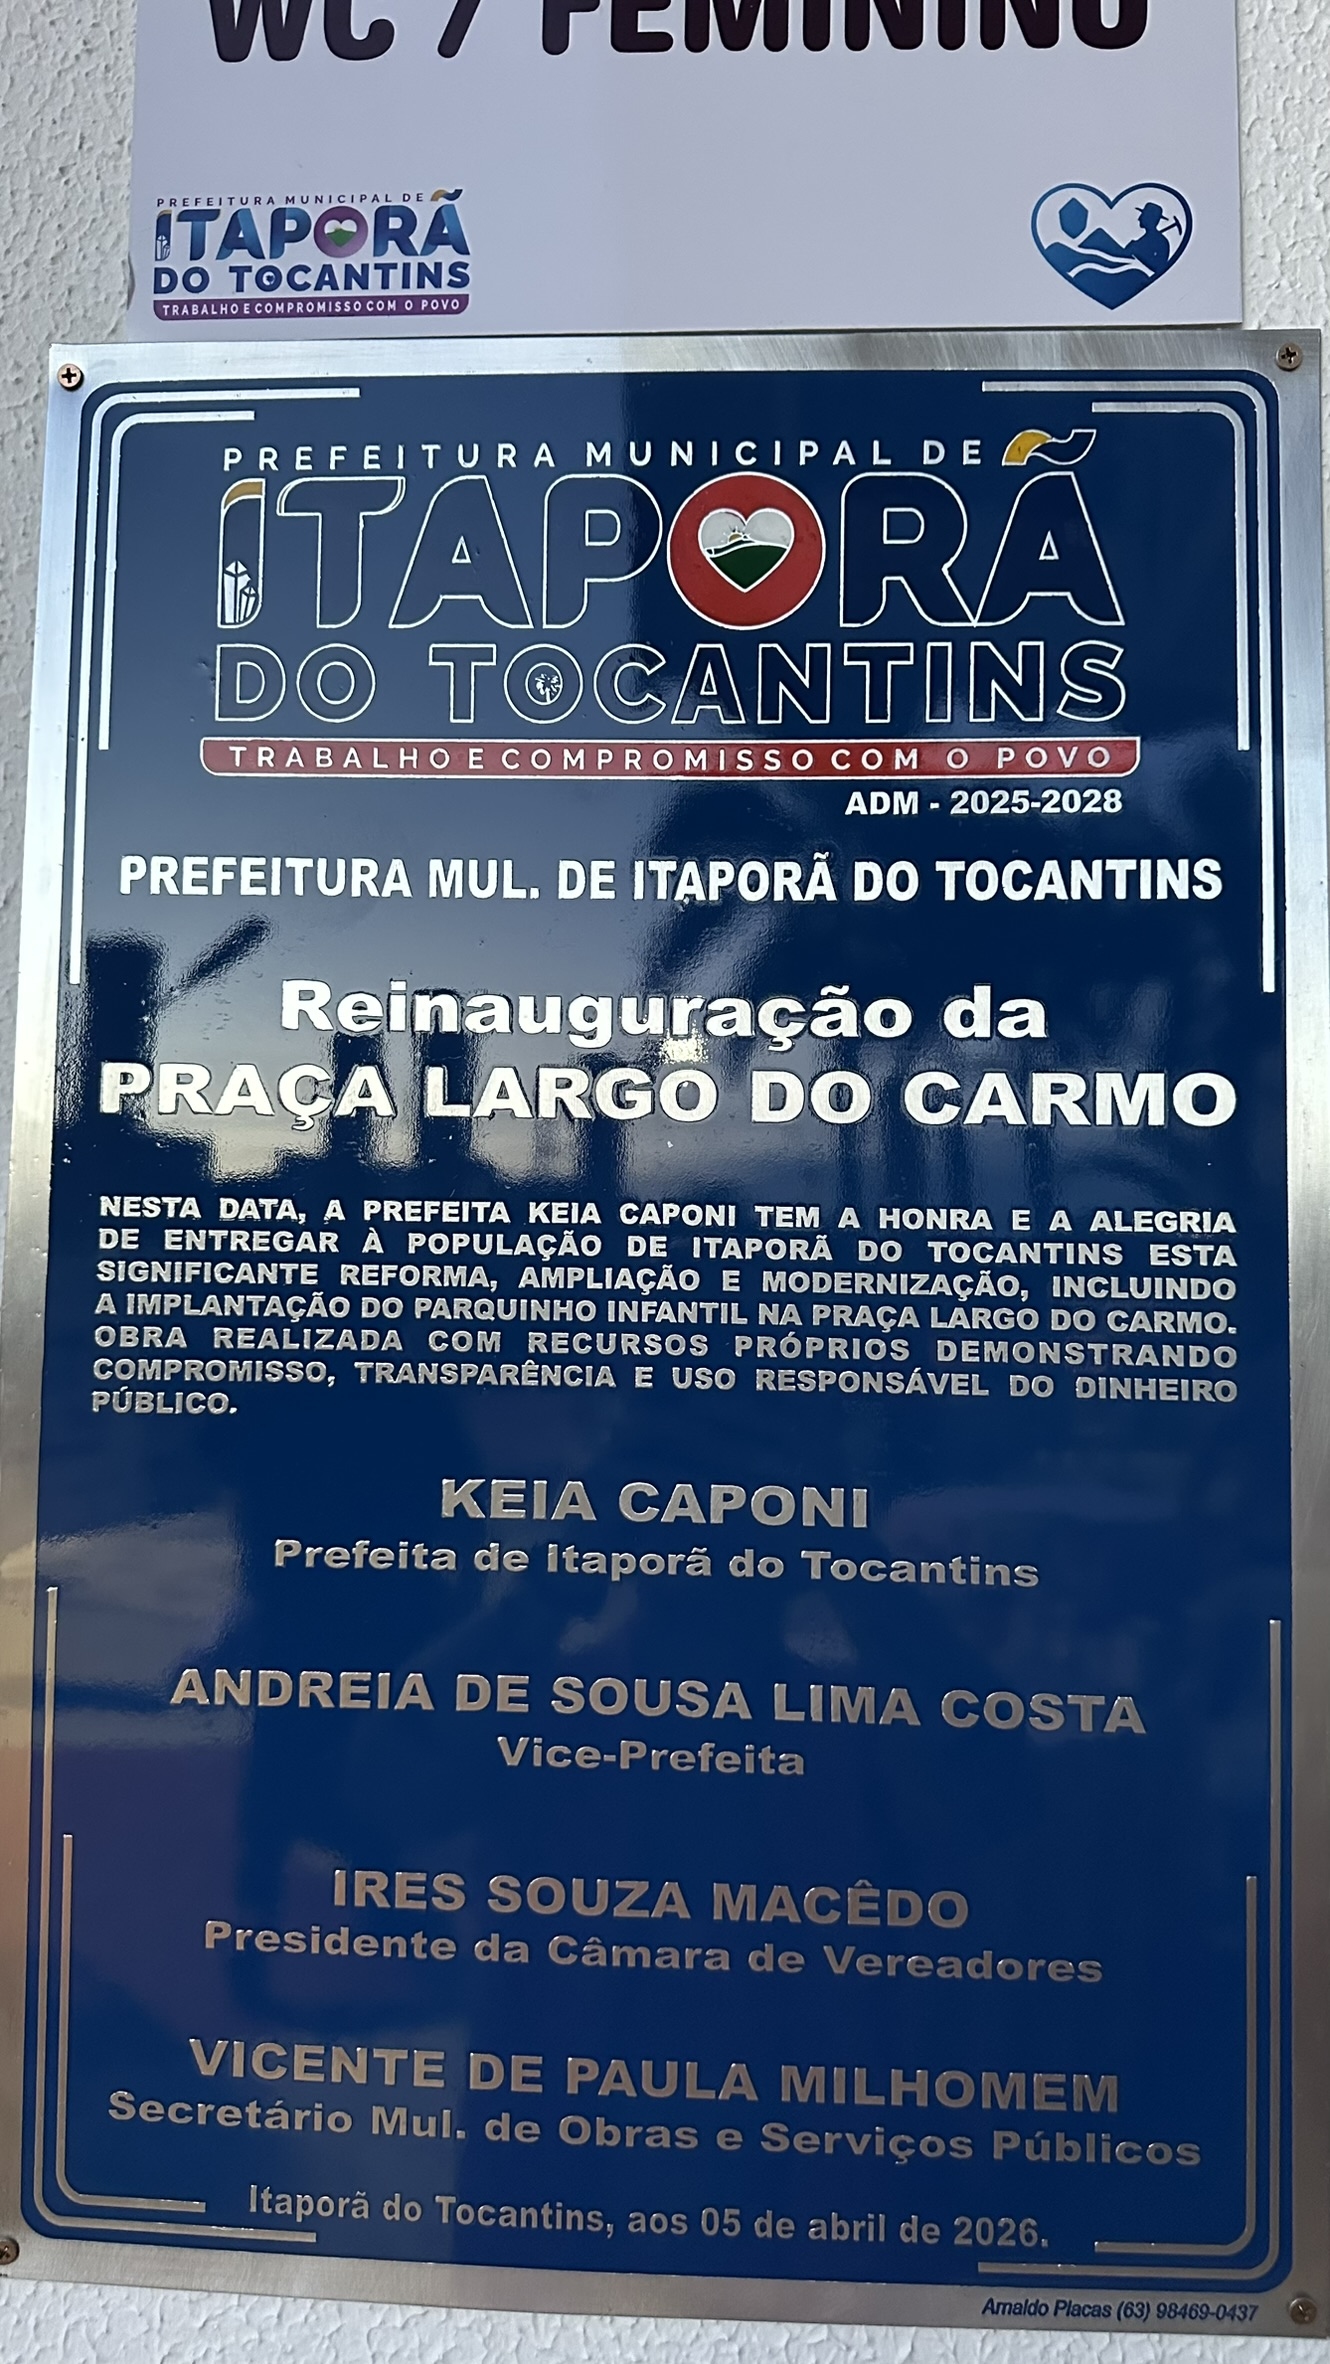 WC / FEMININO
PREFEITURA MUNICIPAL DE
ITAPORÃ
DO TOCANTINS
TRABALHO E COMPROMISSO COM O POVO
PREFEITURA MUNICIPAL DE
ITAPORÃ
DO TOCANTINS
TRABALHO E COMPROMISSO COM O POVO
ADM - 2025-2028
PREFEITURA MUL. DE ITAPORÃ DO TOCANTINS
Reinauguração da
PRAÇA LARGO DO CARMO
NESTA DATA, A PREFEITA KEIA CAPONI TEM A HONRA E A ALEGRIA
DE ENTREGAR À POPULAÇÃO DE ITAPORÃ DO TOCANTINS ESTA
SIGNIFICANTE REFORMA, AMPLIAÇÃO E MODERNIZAÇÃO, INCLUINDO
A IMPLANTAÇÃO DO PARQUINHO INFANTIL NA PRAÇA LARGO DO CARMO.
OBRA REALIZADA COM RECURSOS PRÓPRIOS DEMONSTRANDO
COMPROMISSO, TRANSPARÊNCIA E USO RESPONSÁVEL DO DINHEIRO
PÚBLICO.
KEIA CAPONI
Prefeita de Itaporã do Tocantins
ANDREIA DE SOUSA LIMA COSTA
Vice-Prefeita
IRES SOUZA MACÊDO
Presidente da Câmara de Vereadores
VICENTE DE PAULA MILHOMEM
Secretário Mul. de Obras e Serviços Públicos
Itaporã do Tocantins, aos 05 de abril de 2026.
Arnaldo Placas (63) 98469-0437